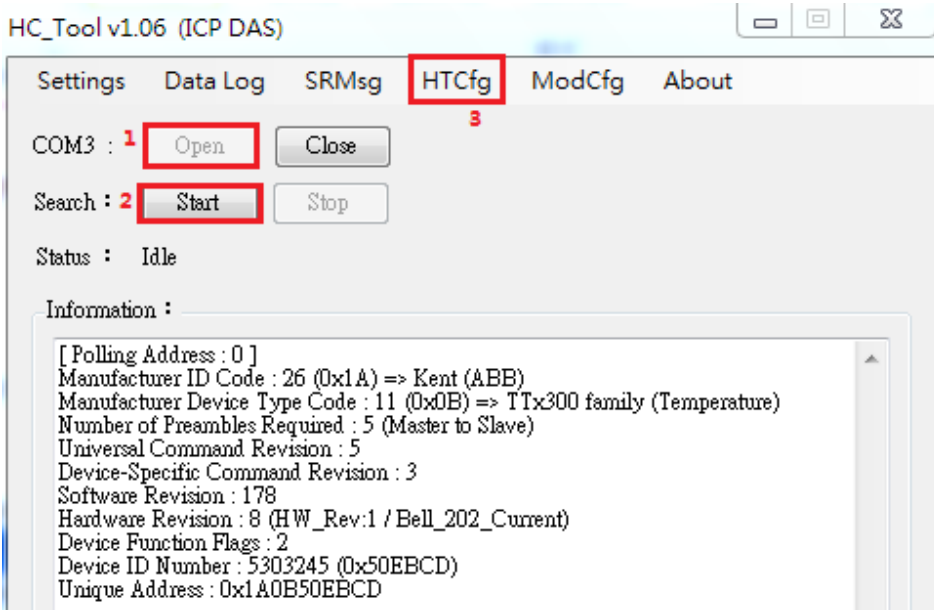 HC_Tool v1.06 (ICP DAS)
Settings Data Log SRMsg HTCfg ModCfg About
3
COM3 : 1 Open Close
Search : 2 Start Stop
Status : Idle
Information :
[ Polling Address : 0 ]
Manufacturer ID Code : 26 (0x1A) => Kent (ABB)
Manufacturer Device Type Code : 11 (0x0B) => TTx300 family (Temperature)
Number of Preambles Required : 5 (Master to Slave)
Universal Command Revision : 5
Device-Specific Command Revision : 3
Software Revision : 178
Hardware Revision : 8 (HW_Rev:1 / Bell_202_Current)
Device Function Flags : 2
Device ID Number : 5303245 (0x50EBCD)
Unique Address : 0x1A0B50EBCD